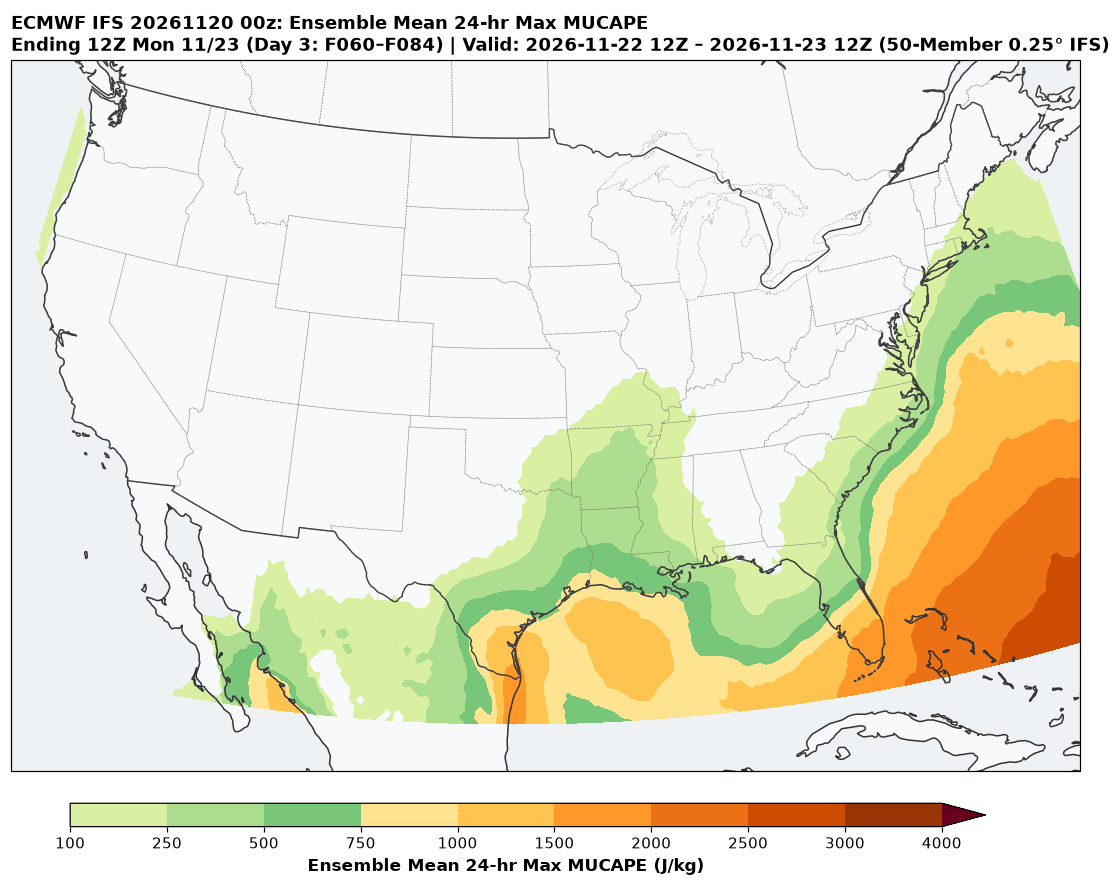 ECMWF IFS 20261120 00z: Ensemble Mean 24-hr Max MUCAPE
Ending 12Z Mon 11/23 (Day 3: F060–F084) | Valid: 2026-11-22 12Z – 2026-11-23 12Z (50-Member 0.25° IFS)
100 250 500 750 1000 1500 2000 2500 3000 4000
Ensemble Mean 24-hr Max MUCAPE (J/kg)